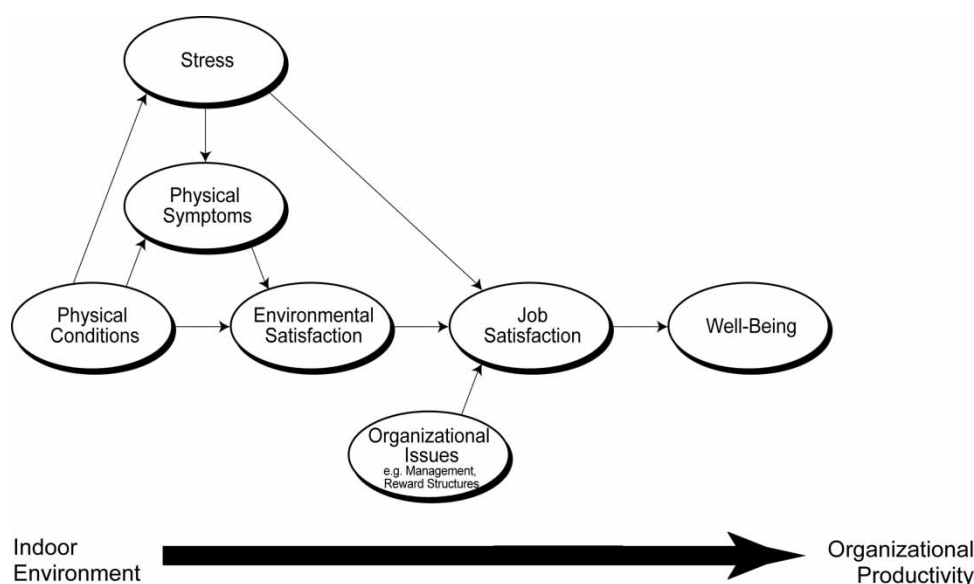 Stress
Physical
Symptoms
Physical
Conditions
Environmental
Satisfaction
Job
Satisfaction
Well-Being
Organizational
Issues
e.g. Management,
Reward Structures
Indoor
Environment
Organizational
Productivity